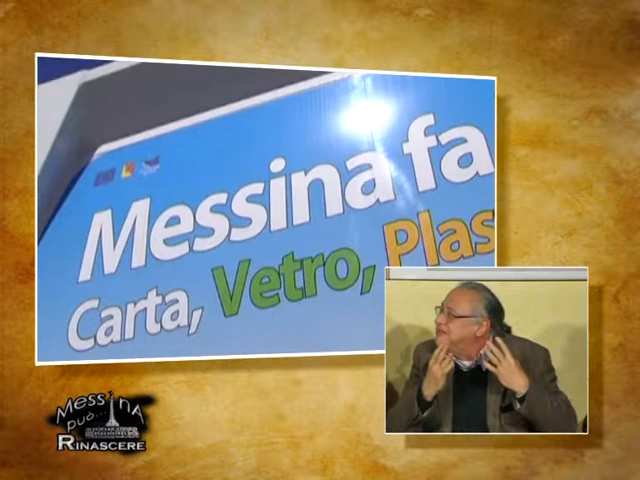 Messina fa
Carta, Vetro, Plas
MessinA
può...
RINASCERE